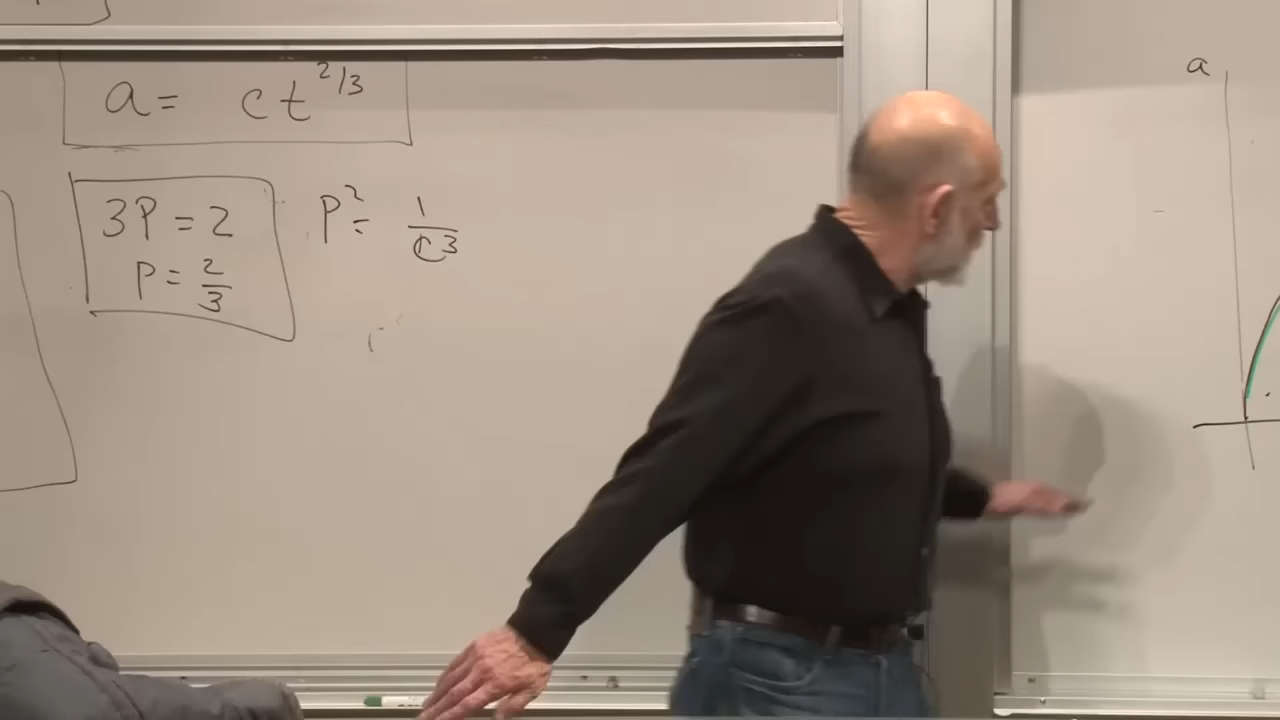 a = ct^2/3
3P = 2
P = 2/3
P^2 = 1/c^3
a